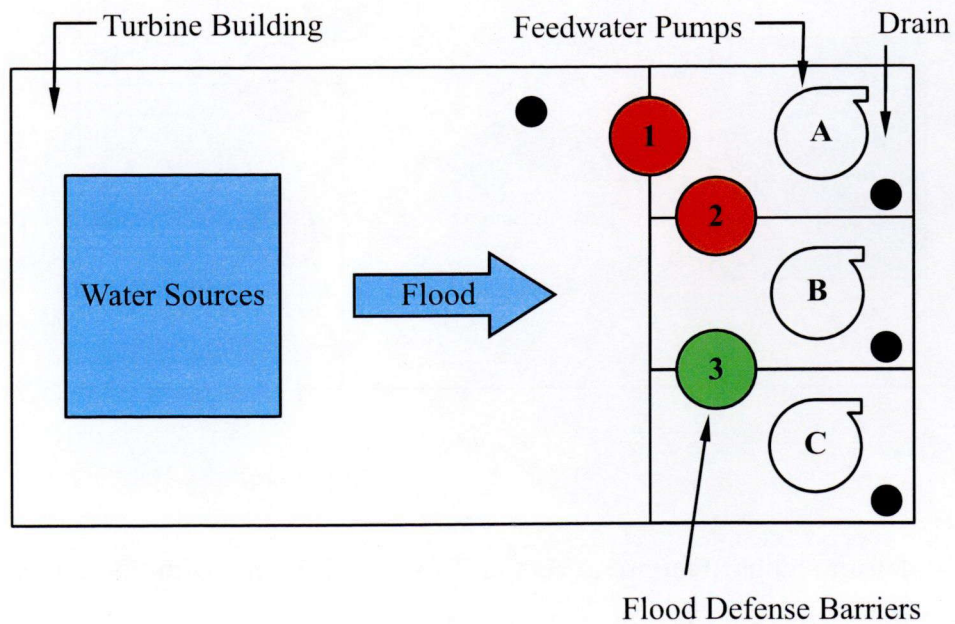 Turbine Building
Feedwater Pumps
Drain
1
A
2
Water Sources
Flood
B
3
C
Flood Defense Barriers